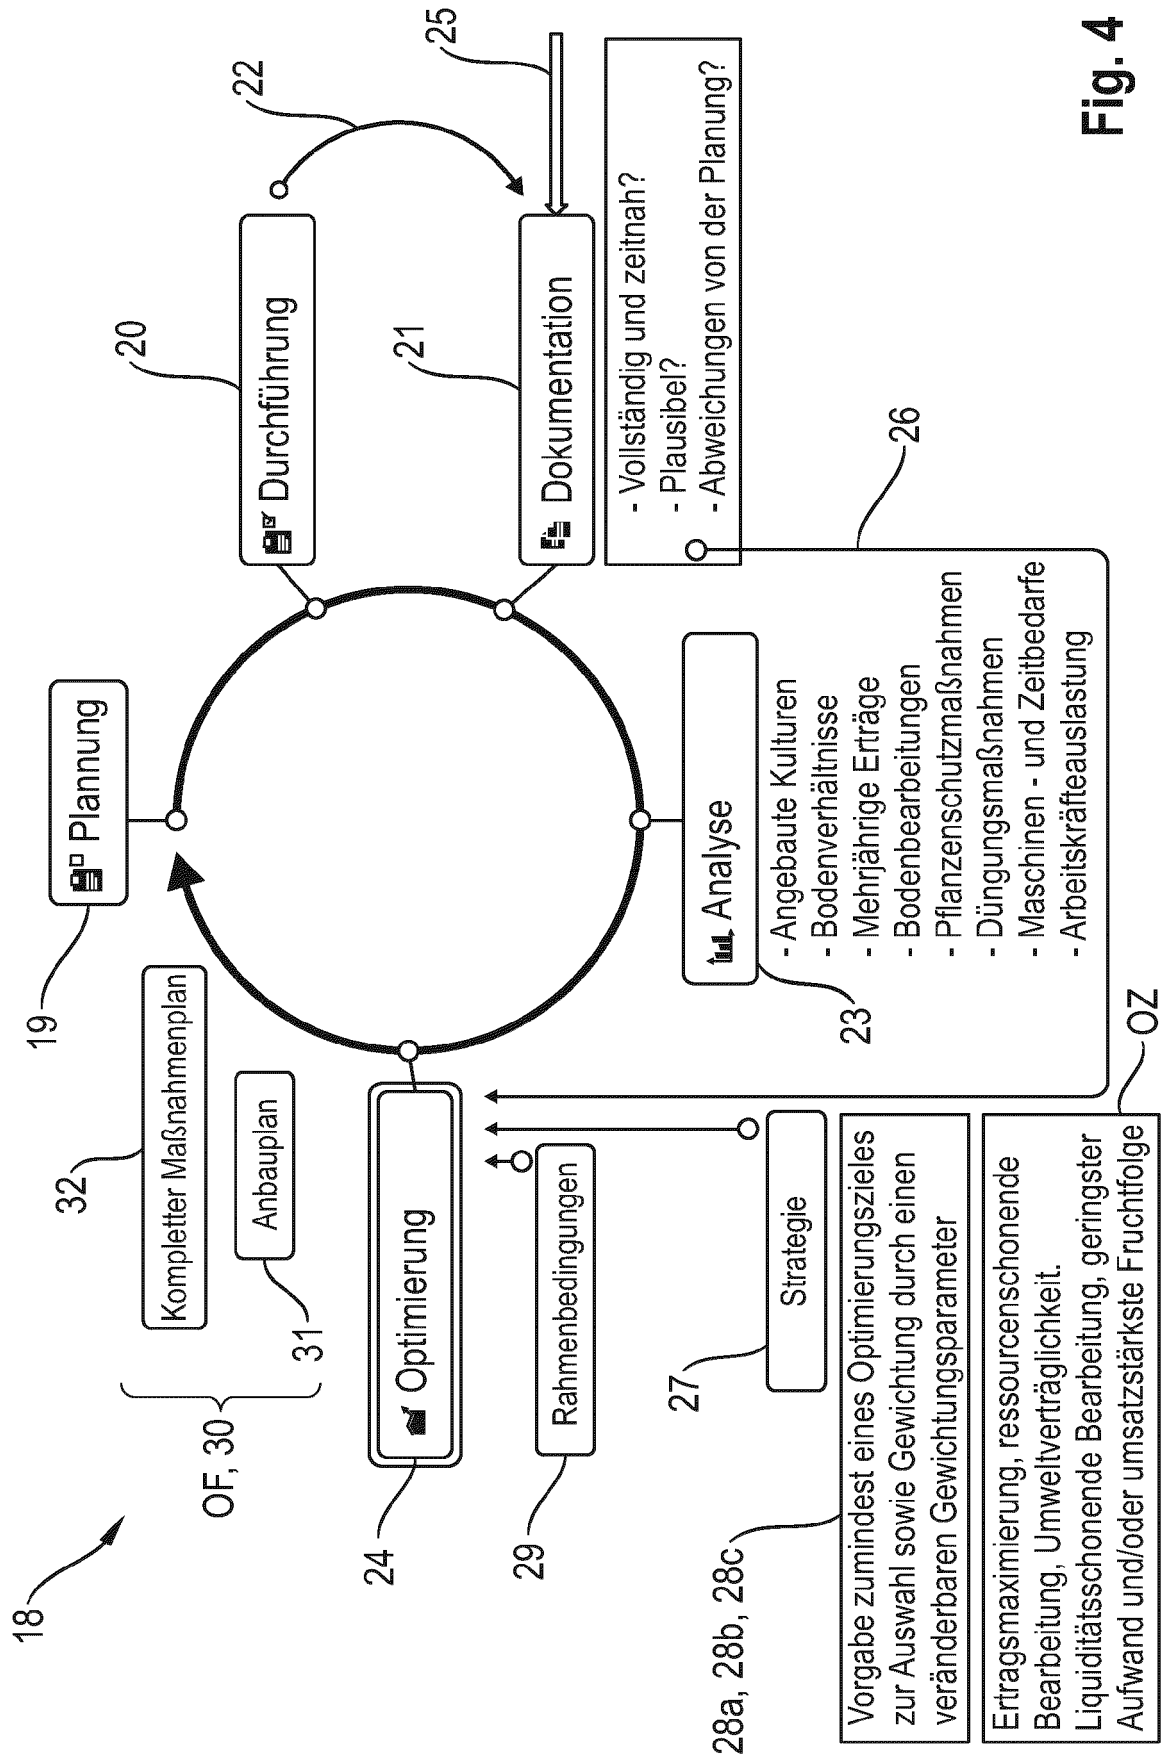 18
OF, 30
32
Kompletter Maßnahmenplan
31
Anbauplan
19
Plannung
20
Durchführung
22
21
Dokumentation
25
- Vollständig und zeitnah?
- Plausibel?
- Abweichungen von der Planung?
24
Optimierung
29
Rahmenbedingungen
23
Analyse
- Angebaute Kulturen
- Bodenverhältnisse
- Mehrjährige Erträge
- Bodenbearbeitungen
- Pflanzenschutzmaßnahmen
- Düngungsmaßnahmen
- Maschinen - und Zeitbedarfe
- Arbeitskräfteauslastung
26
27
Strategie
28a, 28b, 28c
Vorgabe zumindest eines Optimierungszieles
zur Auswahl sowie Gewichtung durch einen
veränderbaren Gewichtungsparameter
OZ
Ertragsmaximierung, ressourcenschonende
Bearbeitung, Umweltverträglichkeit.
Liquiditätsschonende Bearbeitung, geringster
Aufwand und/oder umsatzstärkste Fruchtfolge
Fig. 4